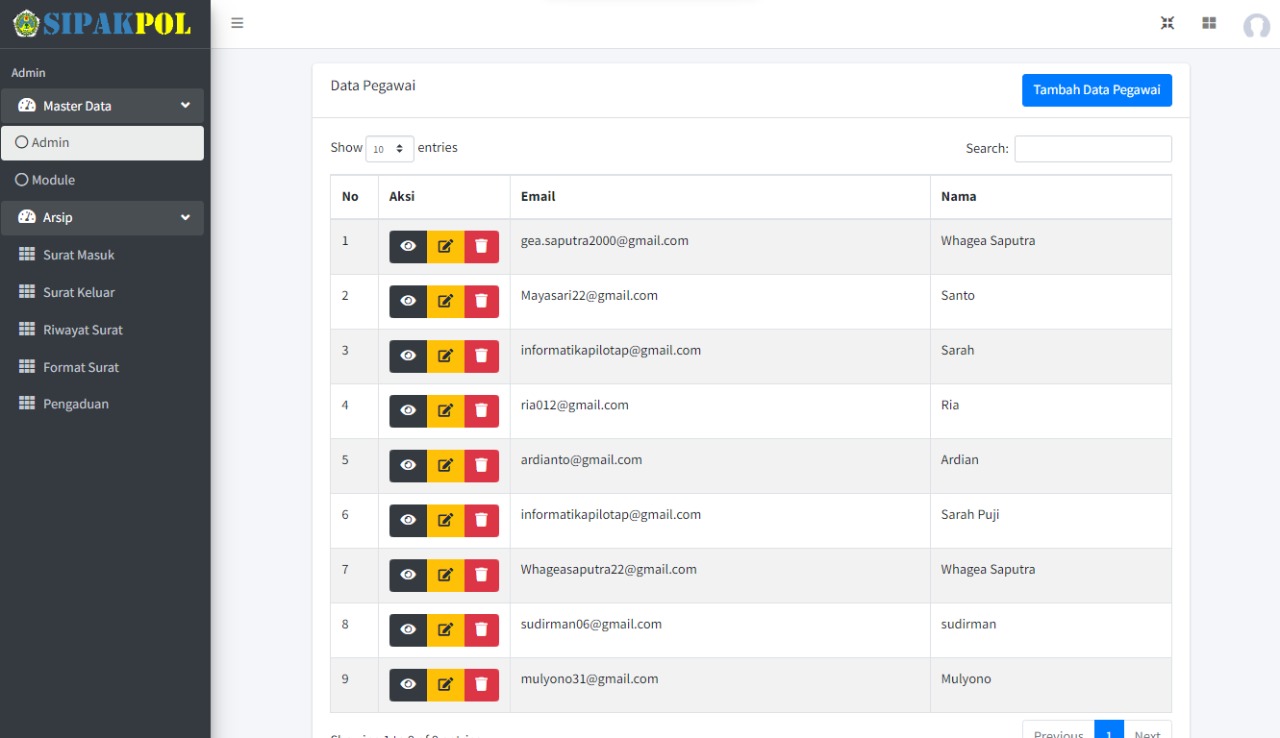 SIPAKPOL
Admin
Master Data
Admin
Module
Arsip
Surat Masuk
Surat Keluar
Riwayat Surat
Format Surat
Pengaduan
Data Pegawai
Tambah Data Pegawai
Show 10 entries
Search:
No Aksi Email Nama
1 gea.saputra2000@gmail.com Whagea Saputra
2 Mayasari22@gmail.com Santo
3 informatikapilotap@gmail.com Sarah
4 ria012@gmail.com Ria
5 ardianto@gmail.com Ardian
6 informatikapilotap@gmail.com Sarah Puji
7 Whageasaputra22@gmail.com Whagea Saputra
8 sudirman06@gmail.com sudirman
9 mulyono31@gmail.com Mulyono
Previous 1 Next